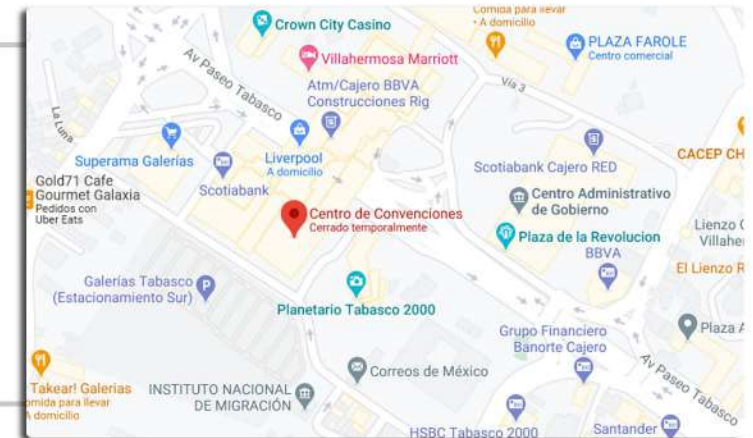 Comida para llevar
• A domicilio
Crown City Casino
PLAZA FAROLE
Centro comercial
Villahermosa Marriott
Av Paseo Tabasco
Vía 3
Atm/Cajero BBVA
Construcciones Rig
La Luna
Superama Galerías
Liverpool
A domicilio
Scotiabank
Scotiabank Cajero RED
CACEP CH
Gold71 Cafe
Gourmet Galaxia
Pedidos con
Uber Eats
Centro Administrativo
de Gobierno
Centro de Convenciones
Cerrado temporalmente
Lienzo C
Villahe
Plaza de la Revolucion
BBVA
El Lienzo R
Galerías Tabasco
(Estacionamiento Sur)
Planetario Tabasco 2000
Grupo Financiero
Banorte Cajero
Plaza A
Av Paseo Tabasco
Correos de México
Takear! Galerias
omida para llevar
A domicilio
INSTITUTO NACIONAL
DE MIGRACIÓN
HSBC Tabasco 2000
Santander